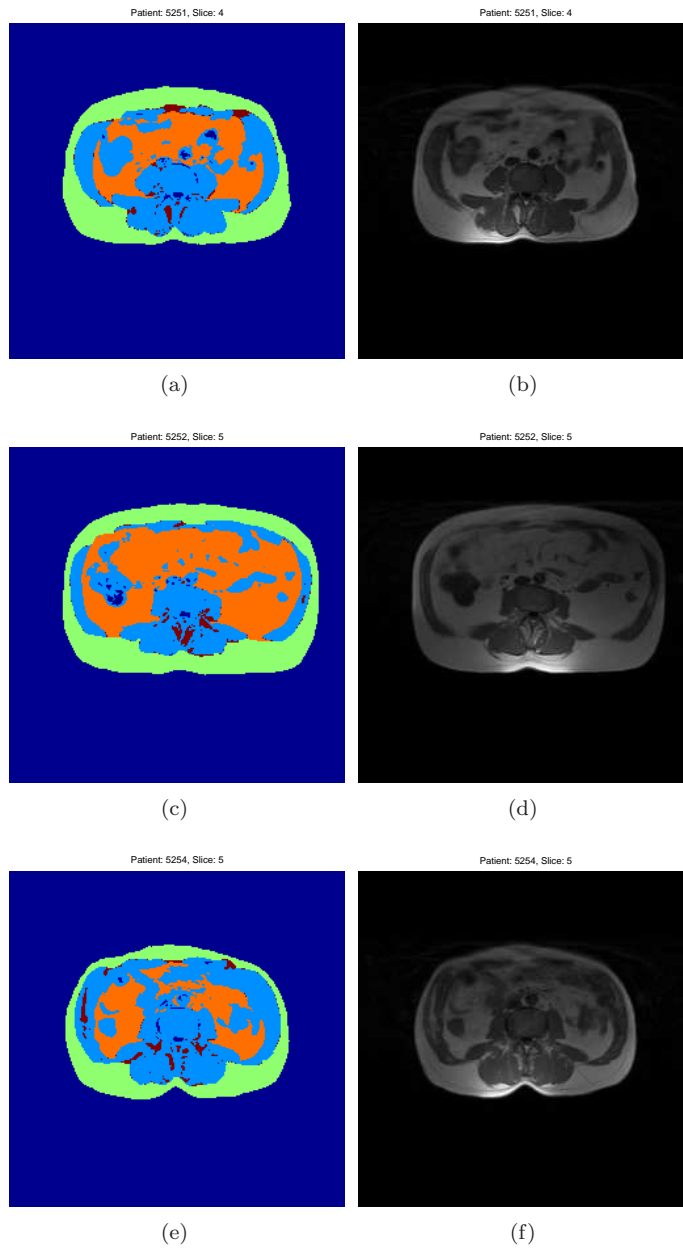 Patient: 5251, Slice: 4
Patient: 5251, Slice: 4
(a)
(b)
Patient: 5252, Slice: 5
Patient: 5252, Slice: 5
(c)
(d)
Patient: 5254, Slice: 5
Patient: 5254, Slice: 5
(e)
(f)